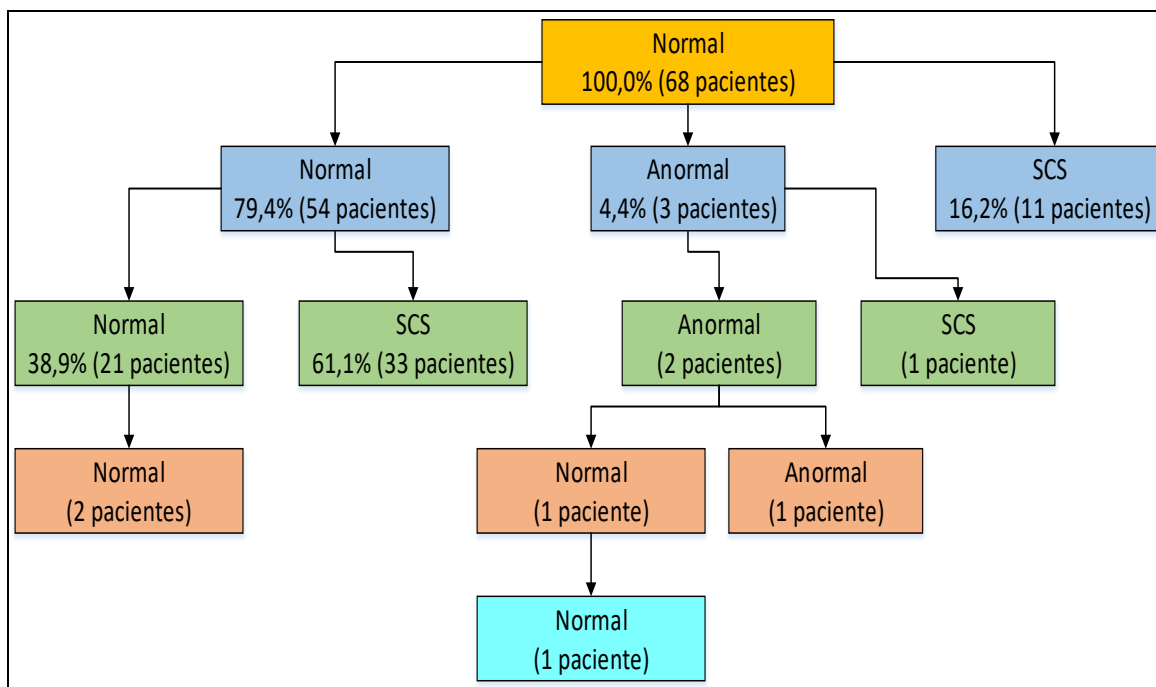 Normal
100,0% (68 pacientes)
Normal
79,4% (54 pacientes)
Anormal
4,4% (3 pacientes)
SCS
16,2% (11 pacientes)
Normal
38,9% (21 pacientes)
SCS
61,1% (33 pacientes)
Anormal
(2 pacientes)
SCS
(1 paciente)
Normal
(2 pacientes)
Normal
(1 paciente)
Anormal
(1 paciente)
Normal
(1 paciente)